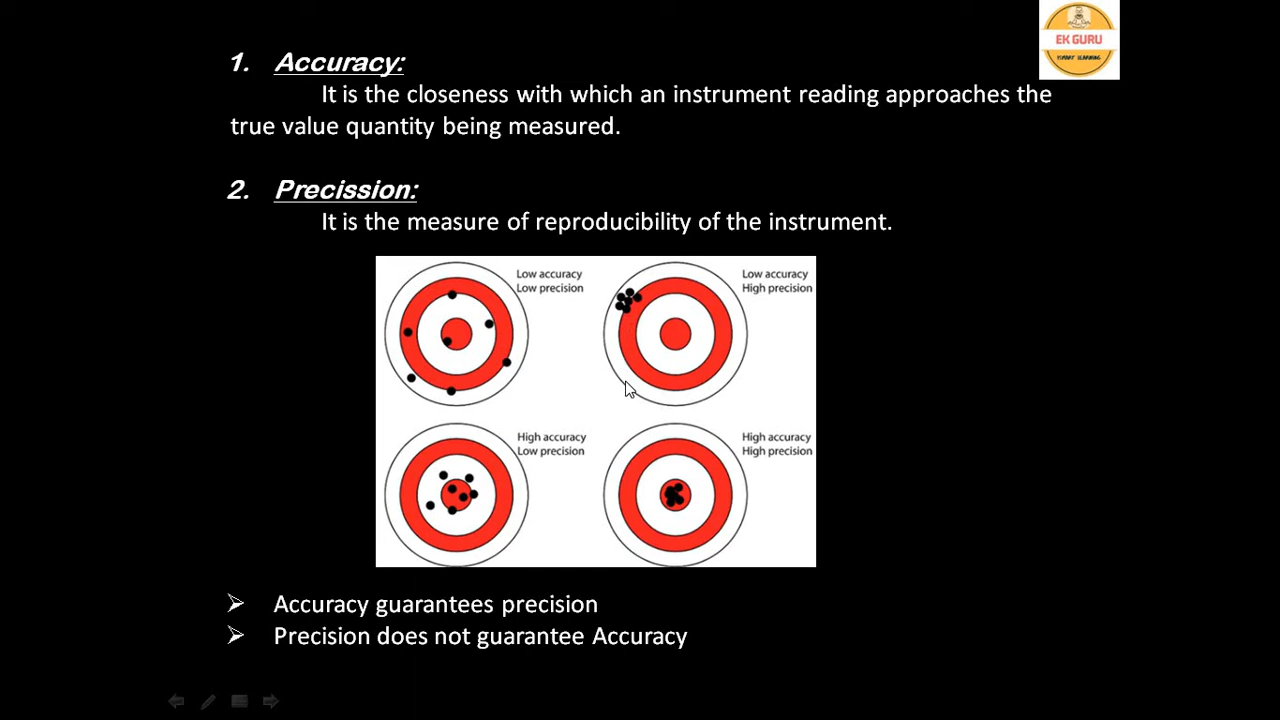 EK GURU
1. Accuracy:
It is the closeness with which an instrument reading approaches the
true value quantity being measured.
2. Precission:
It is the measure of reproducibility of the instrument.
Low accuracy
Low precision
Low accuracy
High precision
High accuracy
Low precision
High accuracy
High precision
➢ Accuracy guarantees precision
➢ Precision does not guarantee Accuracy